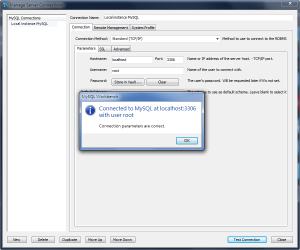 Manage Server Connections
MySQL Connections
Local Instance MySQL
Connection Name: Local Instance MySQL
Connection Remote Management System Profile
Connection Method: Standard (TCP/IP) Method to use to connect to the RDBMS
Parameters SSL Advanced
Hostname: localhost Port: 3306 Name or IP address of the server host. - TCP/IP port.
Username: root Name of the user to connect with.
Password: Store in Vault ... Clear The user's password. Will be requested later if it's not set.
to use as default schema. Leave blank to select it
MySQL Workbench
Connected to MySQL at localhost:3306
with user root
Connection parameters are correct.
OK
New Delete Duplicate Move Up Move Down Test Connection Close